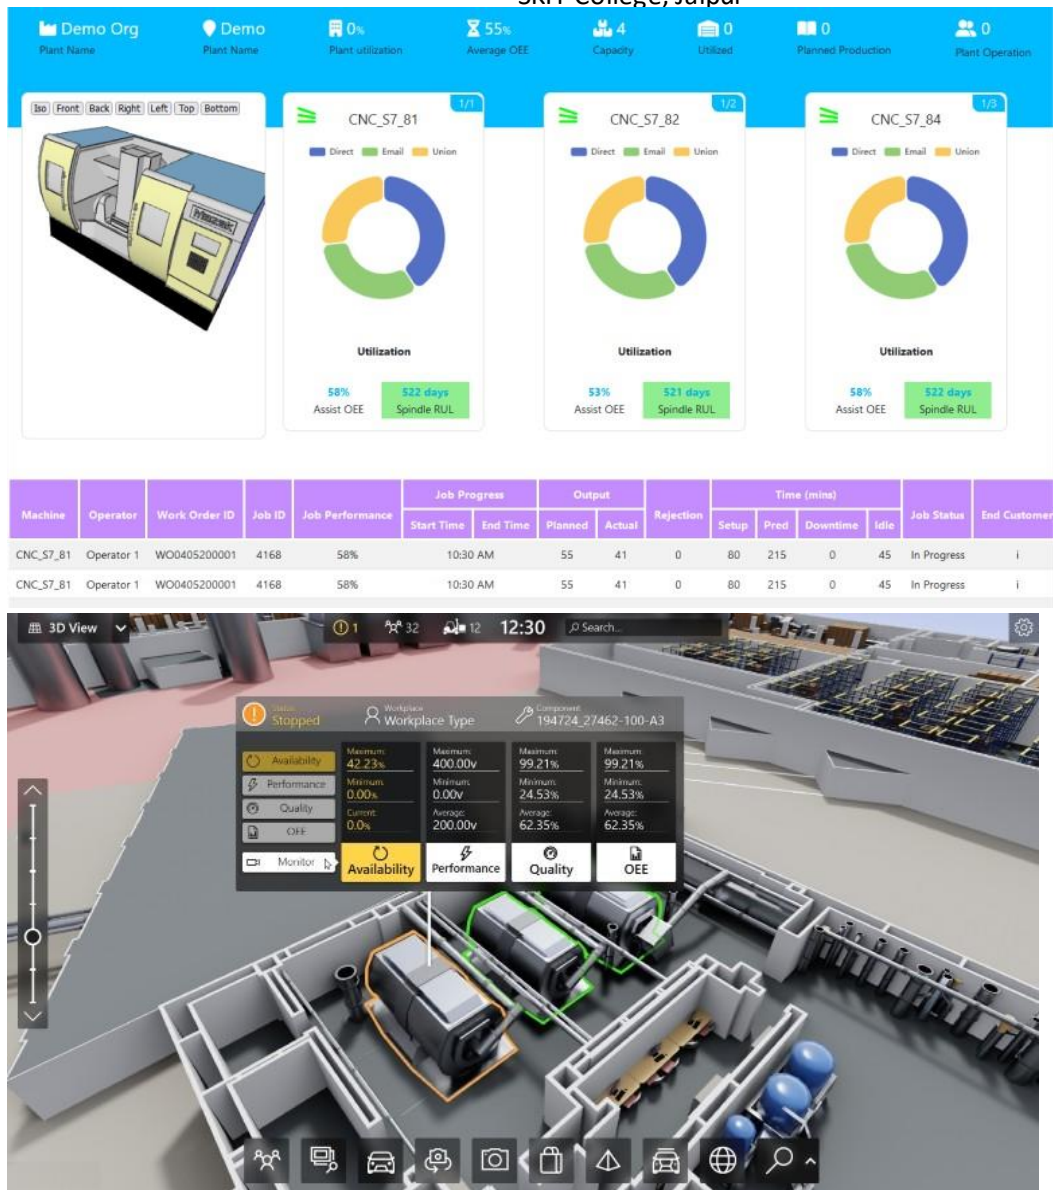 SKIT College, Jaipur
Demo Org
Plant Name
Demo
Plant Name
0%
Plant utilization
55%
Average OEE
4
Capacity
0
Utilized
0
Planned Production
0
Plant Operation
Iso Front Back Right Left Top Bottom
1/1
CNC_S7_81
Direct Email Union
Utilization
58%
Assist OEE
522 days
Spindle RUL
1/2
CNC_S7_82
Direct Email Union
Utilization
53%
Assist OEE
521 days
Spindle RUL
1/3
CNC_S7_84
Direct Email Union
Utilization
58%
Assist OEE
522 days
Spindle RUL
Job Progress Output Time (mins)
Machine Operator Work Order ID Job ID Job Performance Rejection Job Status End Customer
Start Time End Time Planned Actual Setup Pred Downtime Idle
CNC_S7_81 Operator 1 WO0405200001 4168 58% 10:30 AM 55 41 0 80 215 0 45 In Progress i
CNC_S7_81 Operator 1 WO0405200001 4168 58% 10:30 AM 55 41 0 80 215 0 45 In Progress i
3D View 1 32 12 12:30 Search...
Status
Stopped
Workplace
Workplace Type
Component
194724_27462-100-A3
Availability
Performance
Quality
OEE
Monitor
Maximum:
42.23%
Minimum:
0.00%
Current:
0.0%
Availability
Maximum:
400.00v
Minimum:
0.00v
Average:
200.00v
Performance
Maximum:
99.21%
Minimum:
24.53%
Average:
62.35%
Quality
Maximum:
99.21%
Minimum:
24.53%
Average:
62.35%
OEE